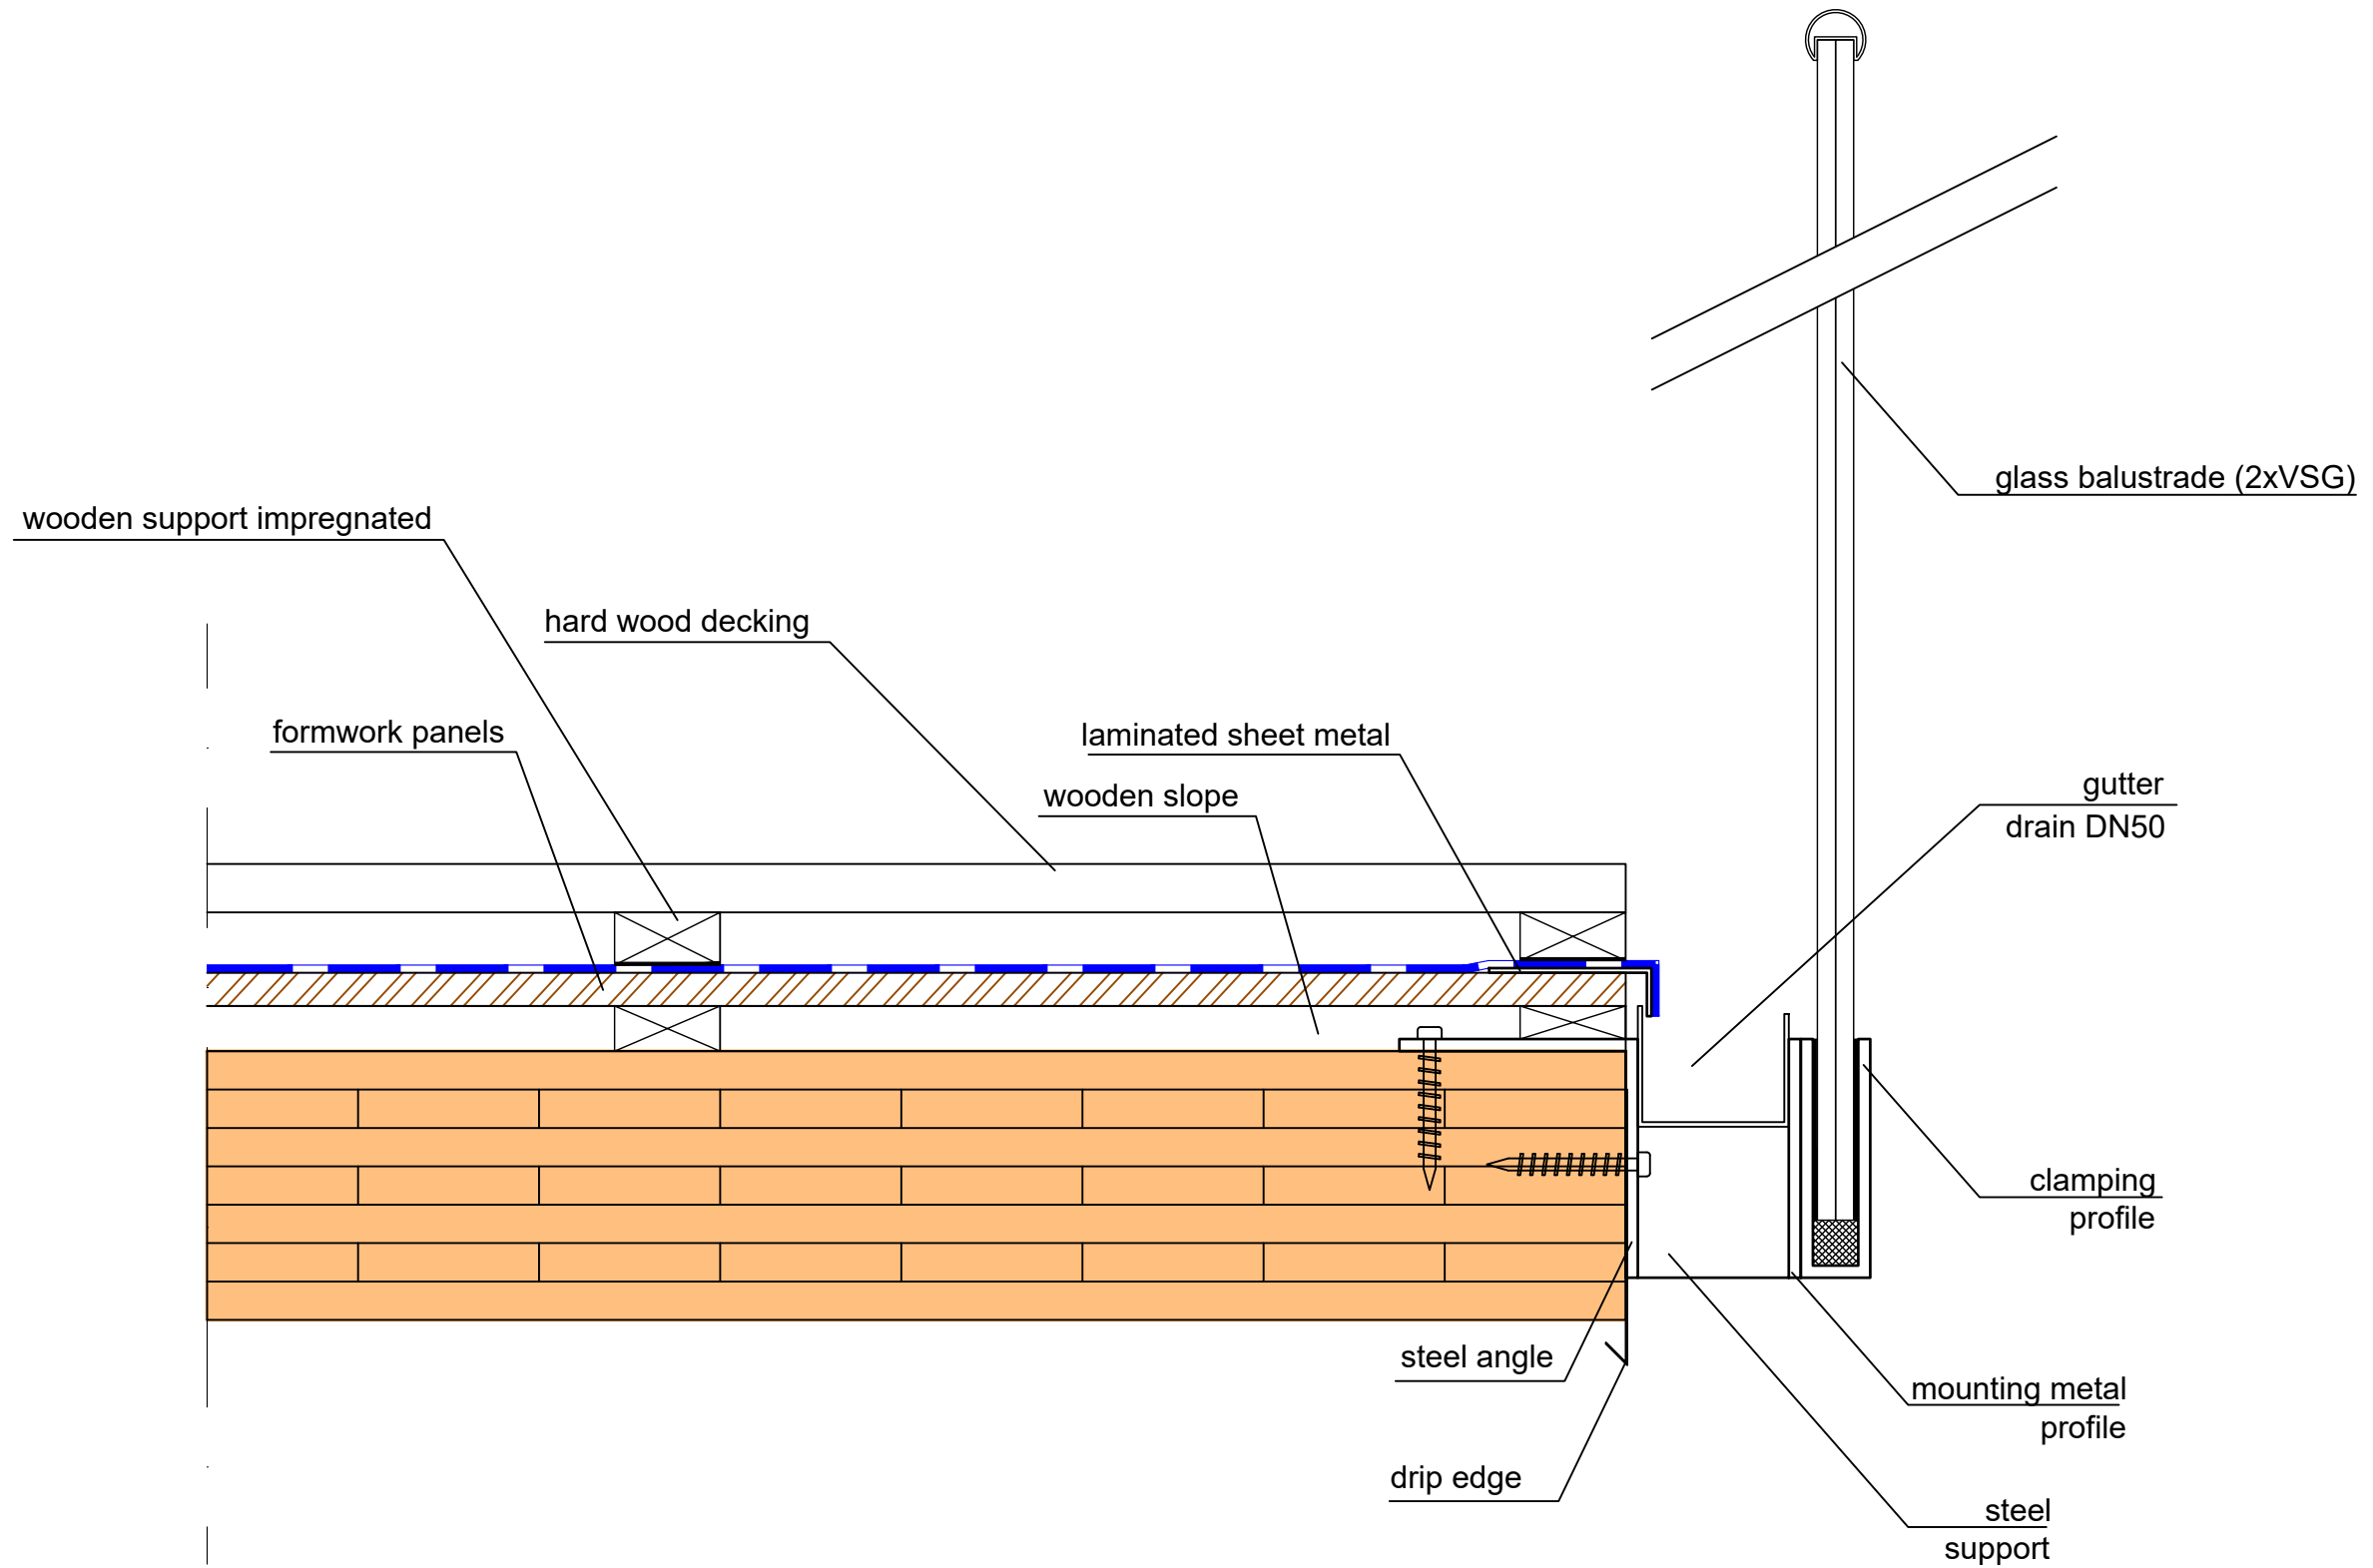 glass balustrade (2xVSG)
wooden support impregnated
hard wood decking
formwork panels
laminated sheet metal
wooden slope
gutter
drain DN50
clamping
profile
steel angle
mounting metal
profile
drip edge
steel
support